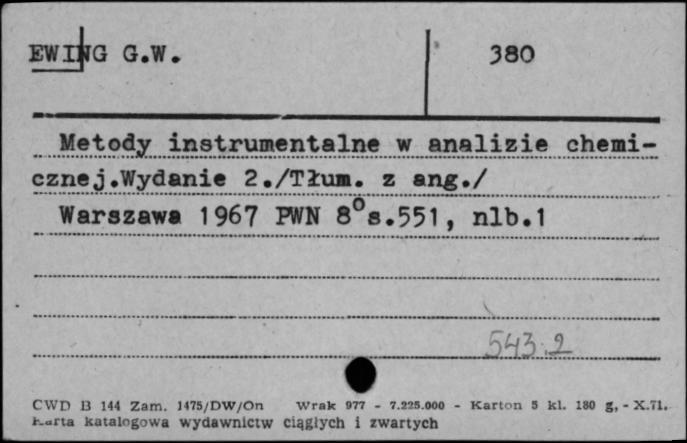 EWING G.W. 380
Metody instrumentalne w analizie chemi-
cznej.Wydanie 2./Tłum. z ang./
Warszawa 1967 PWN 8° s.551, nlb.1
543.2
CWD B 144 Zam. 1475/DW/On Wrak 977 - 7.225.000 - Karton 5 kl. 180 g, - X.71.
Karta katalogowa wydawnictw ciągłych i zwartych